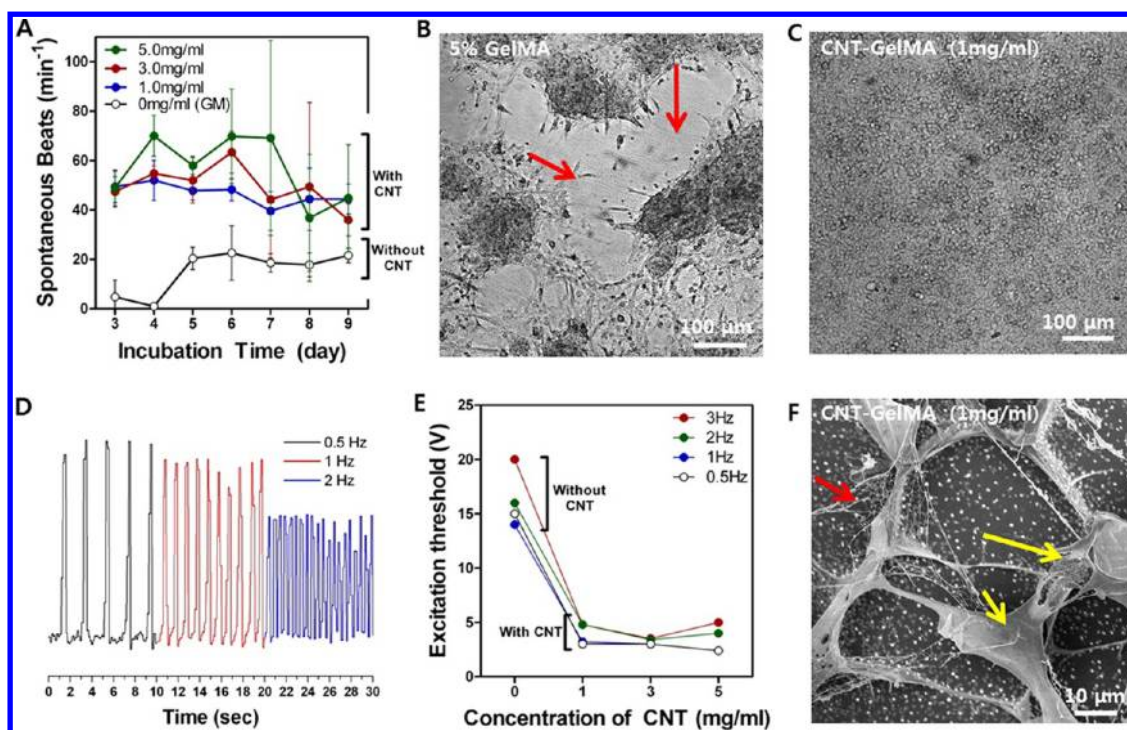 A
Spontaneous Beats (min⁻¹)
100
80
60
40
20
0
5.0mg/ml
3.0mg/ml
1.0mg/ml
0mg/ml (GM)
With
CNT
Without
CNT
3 4 5 6 7 8 9
Incubation Time (day)
B
5% GelMA
100 µm
C
CNT-GelMA (1mg/ml)
100 µm
D
0.5 Hz
1 Hz
2 Hz
0 2 4 6 8 10 12 14 16 18 20 22 24 26 28 30
Time (sec)
E
Excitation threshold (V)
25
20
15
10
5
0
3Hz
2Hz
1Hz
0.5Hz
Without
CNT
With CNT
0 1 3 5
Concentration of CNT (mg/ml)
F
CNT-GelMA (1mg/ml)
10 µm